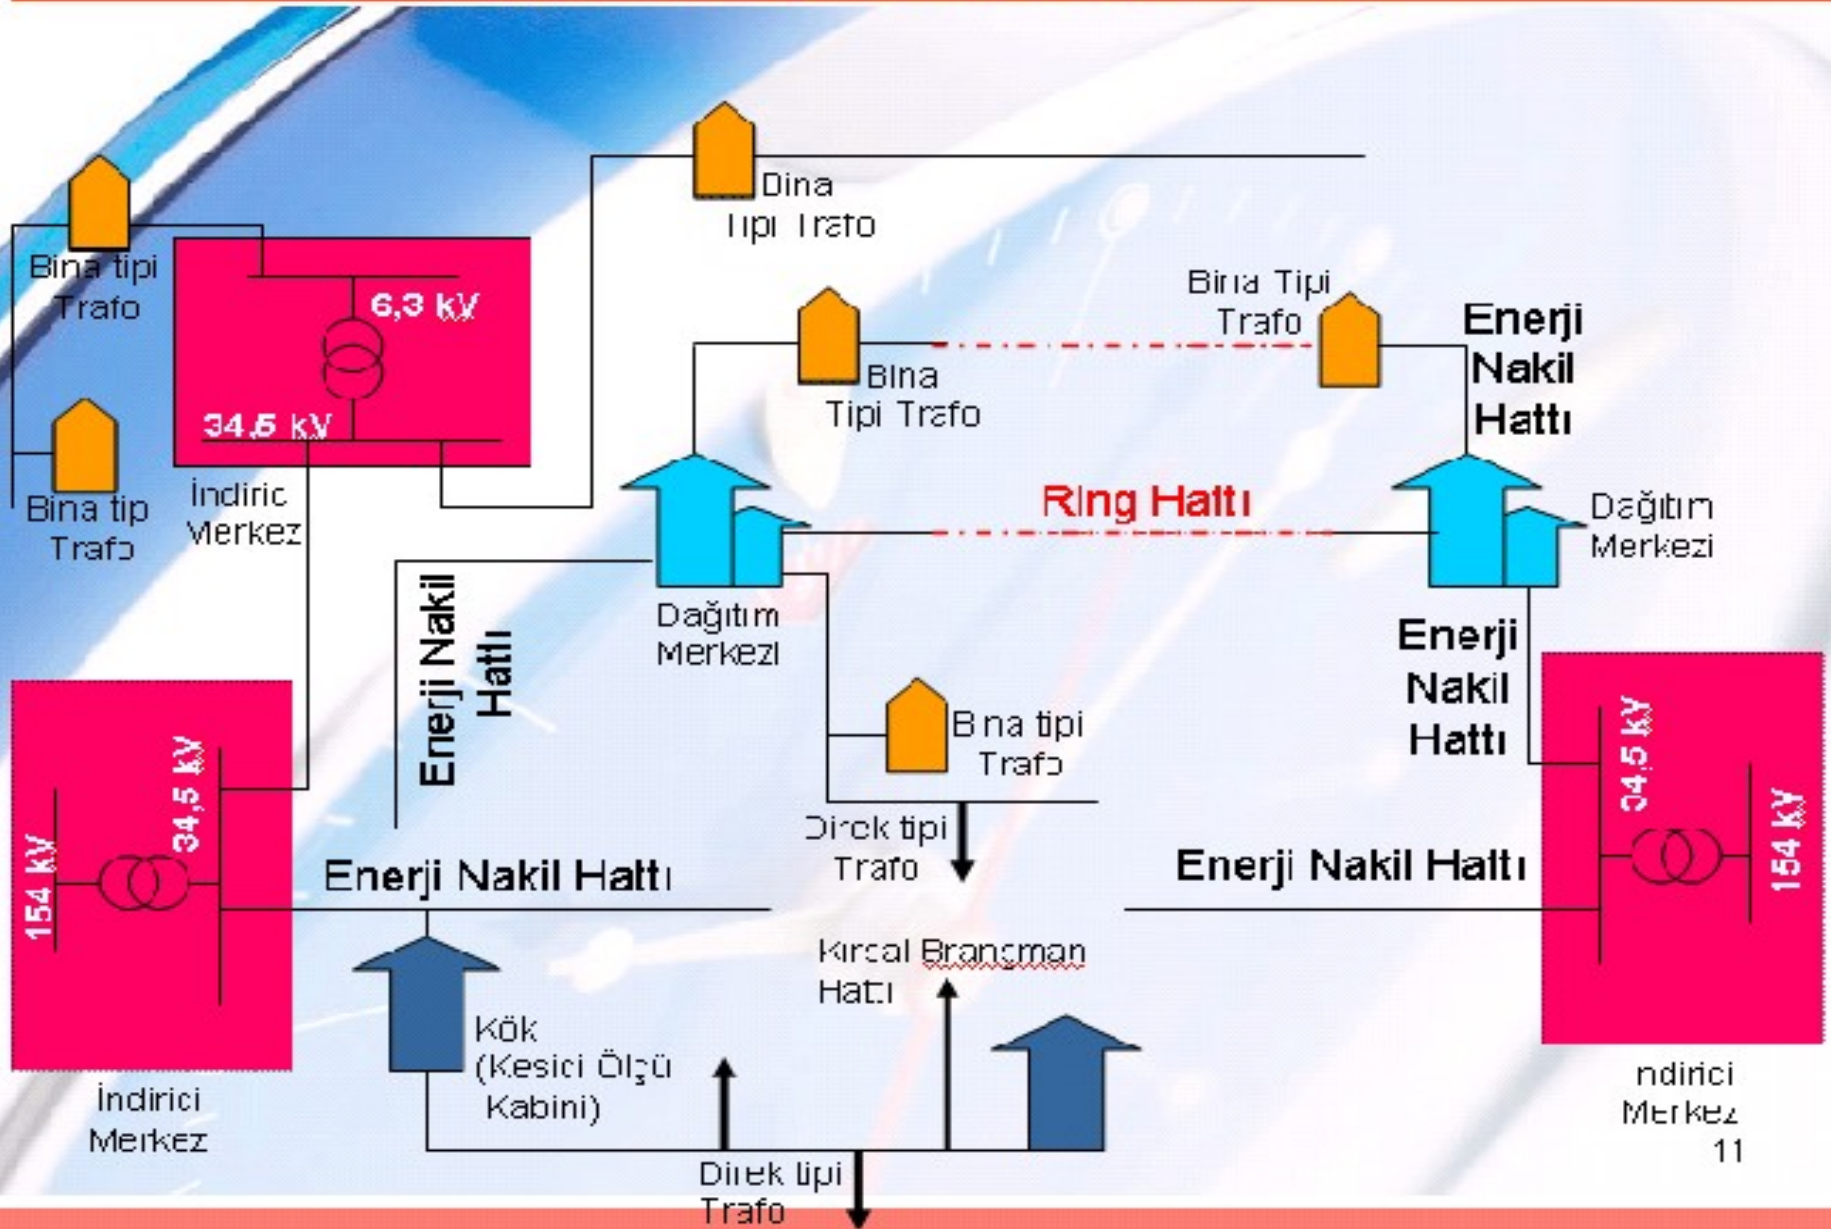 Dina
Tipi Trafo
Bina tipi
Trafo
6,3 kV
34,5 kV
Bina Tipi
Trafo
Enerji
Nakil
Hattı
Bina
Tipi Trafo
Bina tip
Trafo
İndiric
Merkez
Ring Hattı
Dağıtım
Merkezi
Enerji Nakil
Hattı
Dağıtım
Merkezi
Enerji
Nakil
Hattı
B na tipi
Trafo
154 kV
34,5 kV
34,5 kV
154 kV
Direk tipi
Trafo
Enerji Nakil Hattı
Enerji Nakil Hattı
Kırsal Branşman
Hattı
Kök
(Kesici Ölçü
Kabini)
İndirici
Merkez
ndirici
Merkez
11
Direk tipi
Trafo